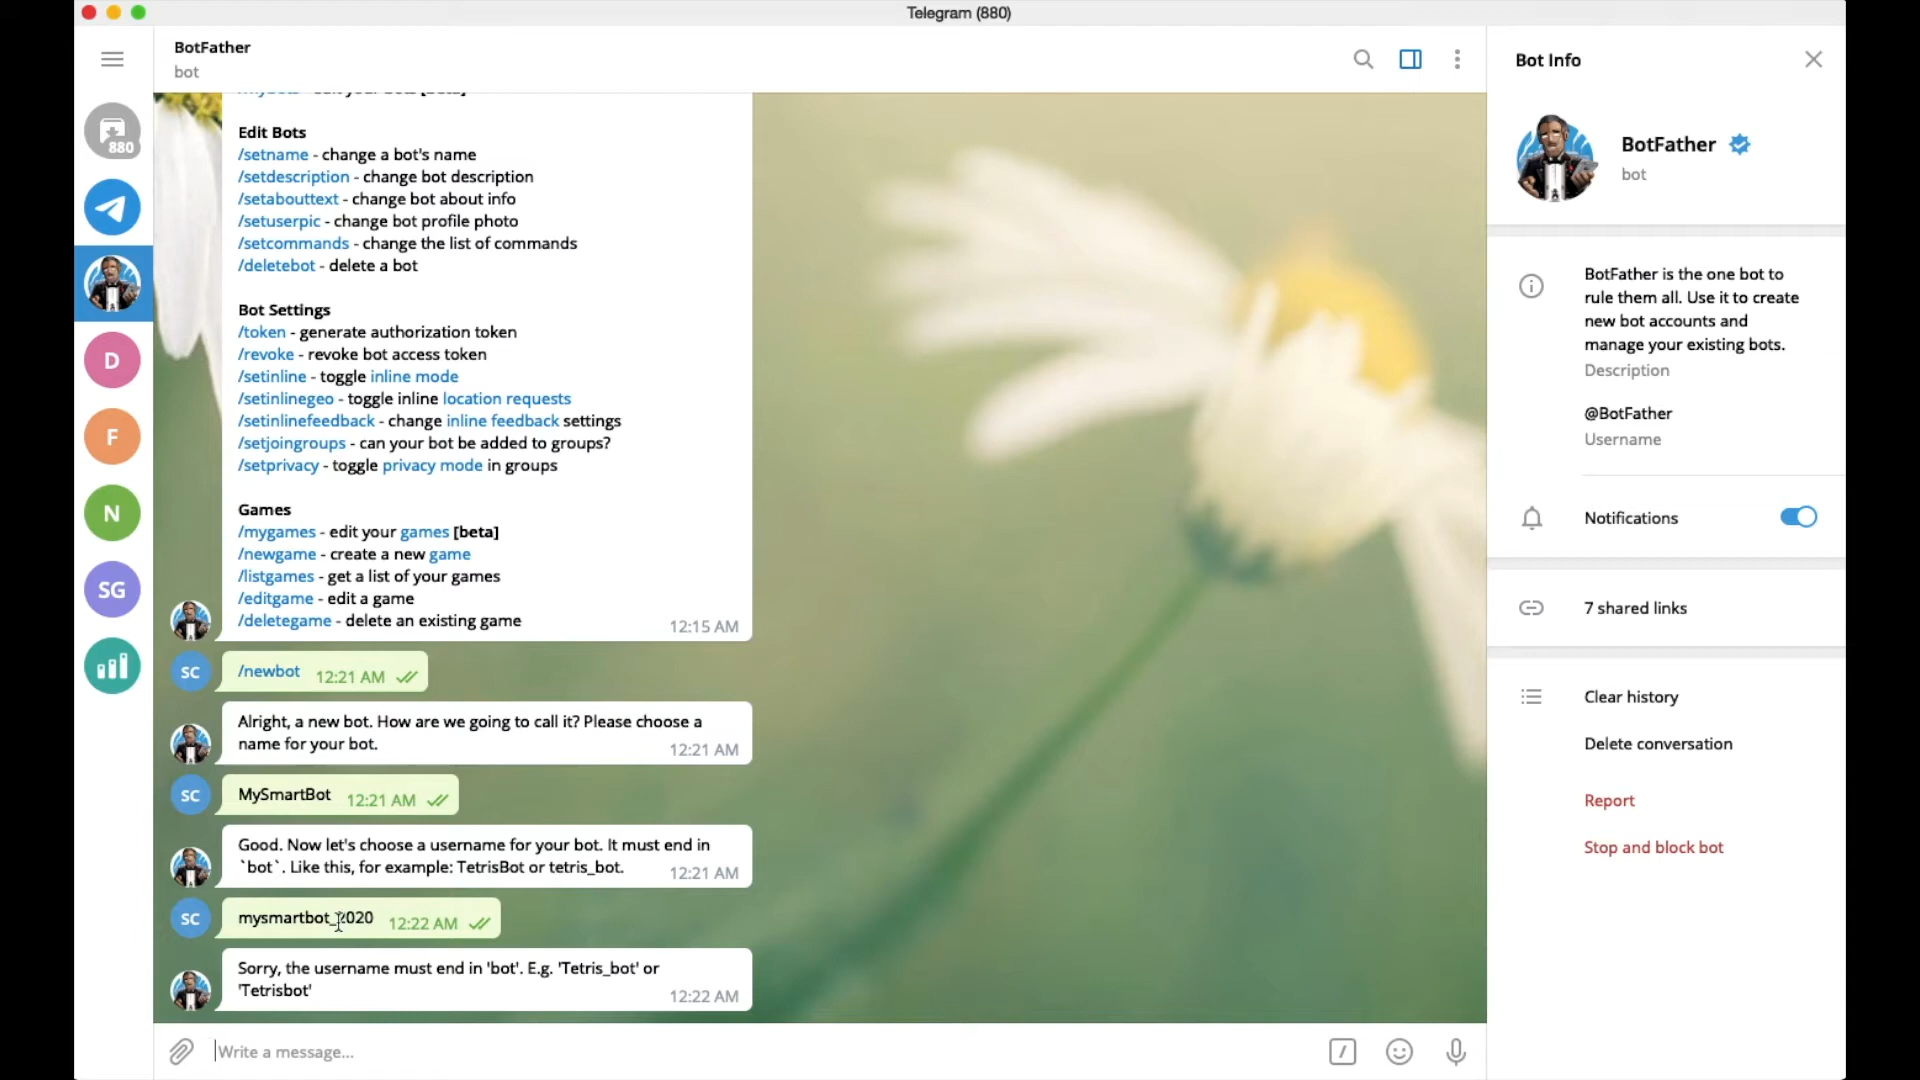 Telegram (880)
BotFather
bot
880
D
F
N
SG
Edit Bots
/setname - change a bot's name
/setdescription - change bot description
/setabouttext - change bot about info
/setuserpic - change bot profile photo
/setcommands - change the list of commands
/deletebot - delete a bot
Bot Settings
/token - generate authorization token
/revoke - revoke bot access token
/setinline - toggle inline mode
/setinlinegeo - toggle inline location requests
/setinlinefeedback - change inline feedback settings
/setjoingroups - can your bot be added to groups?
/setprivacy - toggle privacy mode in groups
Games
/mygames - edit your games [beta]
/newgame - create a new game
/listgames - get a list of your games
/editgame - edit a game
/deletegame - delete an existing game
12:15 AM
SC
/newbot 12:21 AM
Alright, a new bot. How are we going to call it? Please choose a
name for your bot.
12:21 AM
SC
MySmartBot 12:21 AM
Good. Now let's choose a username for your bot. It must end in
`bot`. Like this, for example: TetrisBot or tetris_bot.
12:21 AM
SC
mysmartbot_2020 12:22 AM
Sorry, the username must end in 'bot'. E.g. 'Tetris_bot' or
'Tetrisbot'
12:22 AM
Write a message...
Bot Info
BotFather
bot
BotFather is the one bot to
rule them all. Use it to create
new bot accounts and
manage your existing bots.
Description
@BotFather
Username
Notifications
7 shared links
Clear history
Delete conversation
Report
Stop and block bot